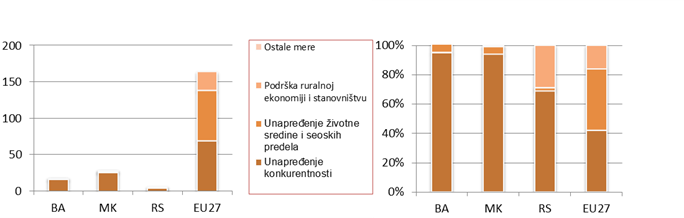 200
150
100
50
0
BA MK RS EU27
Ostale mere
Podrška ruralnoj
ekonomiji i stanovništvu
Unapređenje životne
sredine i seoskih
predela
Unapređenje
konkurentnosti
100%
80%
60%
40%
20%
0%
BA MK RS EU27